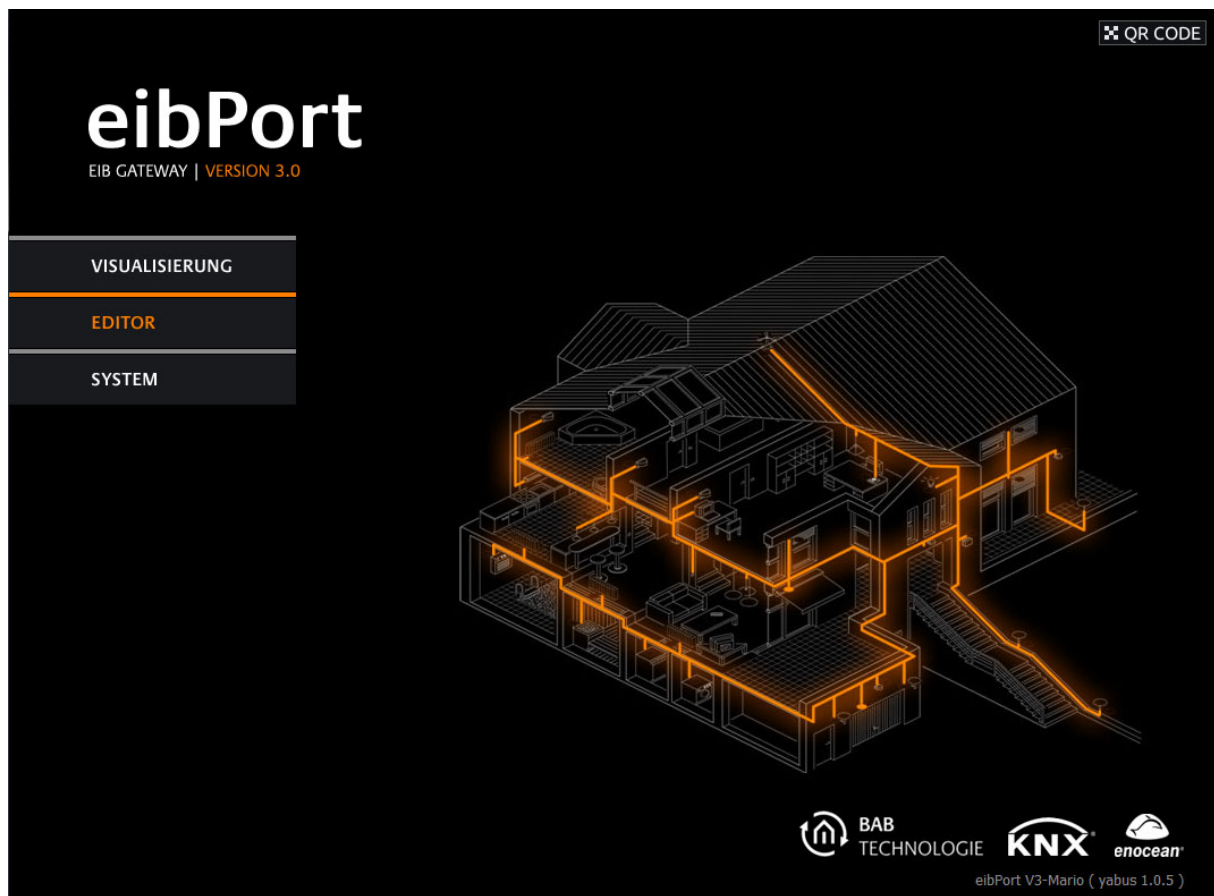 QR CODE
eibPort
EIB GATEWAY | VERSION 3.0
VISUALISIERUNG
EDITOR
SYSTEM
BAB
TECHNOLOGIE
KNX®
enocean®
eibPort V3-Mario ( yabus 1.0.5 )